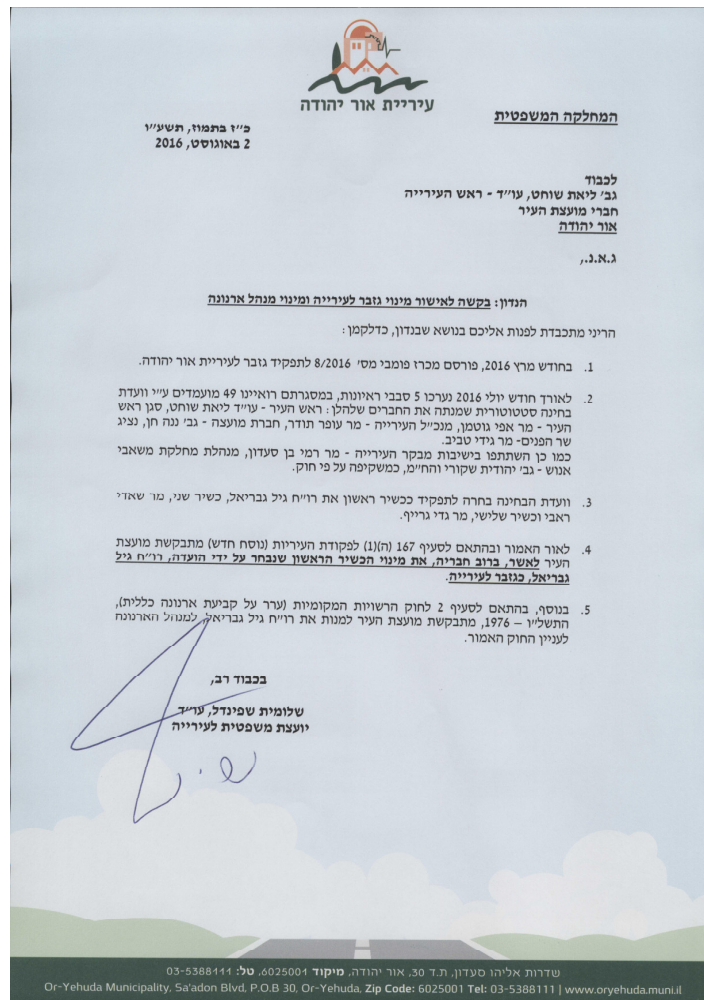 עיריית אור יהודה
המחלקה המשפטית
כ״ז בתמוז, תשע״ו
2 באוגוסט, 2016
לכבוד
גב׳ ליאת שוחט, עו״ד - ראש העירייה
חברי מועצת העיר
אור יהודה
ג.א.נ.,
הנדון: בקשה לאישור מינוי גזבר לעירייה ומינוי מנהל ארנונה
הריני מתכבדת לפנות אליכם בנושא שבנדון, כדלקמן:
1. בחודש מרץ 2016, פורסם מכרז פומבי מס׳ 8/2016 לתפקיד גזבר לעיריית אור יהודה.
2. לאורך חודש יולי 2016 נערכו 5 סבבי ראיונות, במסגרתם רואיינו 49 מועמדים ע״י וועדת
בחינה סטטוטורית שמנתה את החברים שלהלן: ראש העיר - עו״ד ליאת שוחט, סגן ראש
העיר - מר אפי גוטמן, מנכ״ל העירייה - מר עופר תודר, חברת מועצה - גב׳ ננה חן, נציג
שר הפנים- מר גידי טביב.
כמו כן השתתפו בישיבות מבקר העירייה - מר רמי בן סעדון, מנהלת מחלקת משאבי
אנוש - גב׳ יהודית שקורי והח״מ, כמשקיפה על פי חוק.
3. וועדת הבחינה בחרה לתפקיד ככשיר ראשון את רו״ח גיל גבריאל, כשיר שני, מר שאדי
ראבי וכשיר שלישי, מר גדי גרייף.
4. לאור האמור ובהתאם לסעיף 167 (ה)(1) לפקודת העיריות (נוסח חדש) מתבקשת מועצת
העיר לאשר, ברוב חבריה, את מינוי הכשיר הראשון שנבחר על ידי הועדה, רו״ח גיל
גבריאל, כגזבר לעירייה.
5. בנוסף, בהתאם לסעיף 2 לחוק הרשויות המקומיות (ערר על קביעת ארנונה כללית),
התשל״ו – 1976, מתבקשת מועצת העיר למנות את רו״ח גיל גבריאל, למנהל הארנונה
לעניין החוק האמור.
בכבוד רב,
שלומית שפינדל, עו״ד
יועצת משפטית לעירייה
שדרות אליהו סעדון, ת.ד 30, אור יהודה, מיקוד 6025001, טל: 03-5388111
Or-Yehuda Municipality, Sa'adon Blvd, P.O.B 30, Or-Yehuda, Zip Code: 6025001 Tel: 03-5388111 | www.oryehuda.muni.il